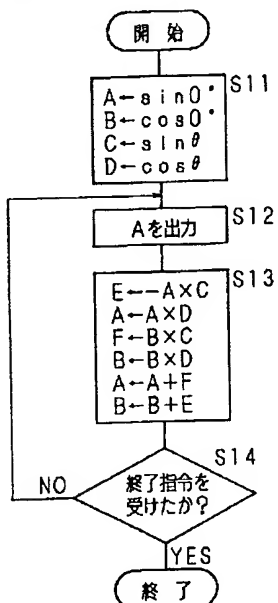 開始
S11
A←sin0°
B←cos0°
C←sinθ
D←cosθ
S12
Aを出力
S13
E←−A×C
A←A×D
F←B×C
B←B×D
A←A+F
B←B+E
S14
終了指令を
受けたか?
NO
YES
終了